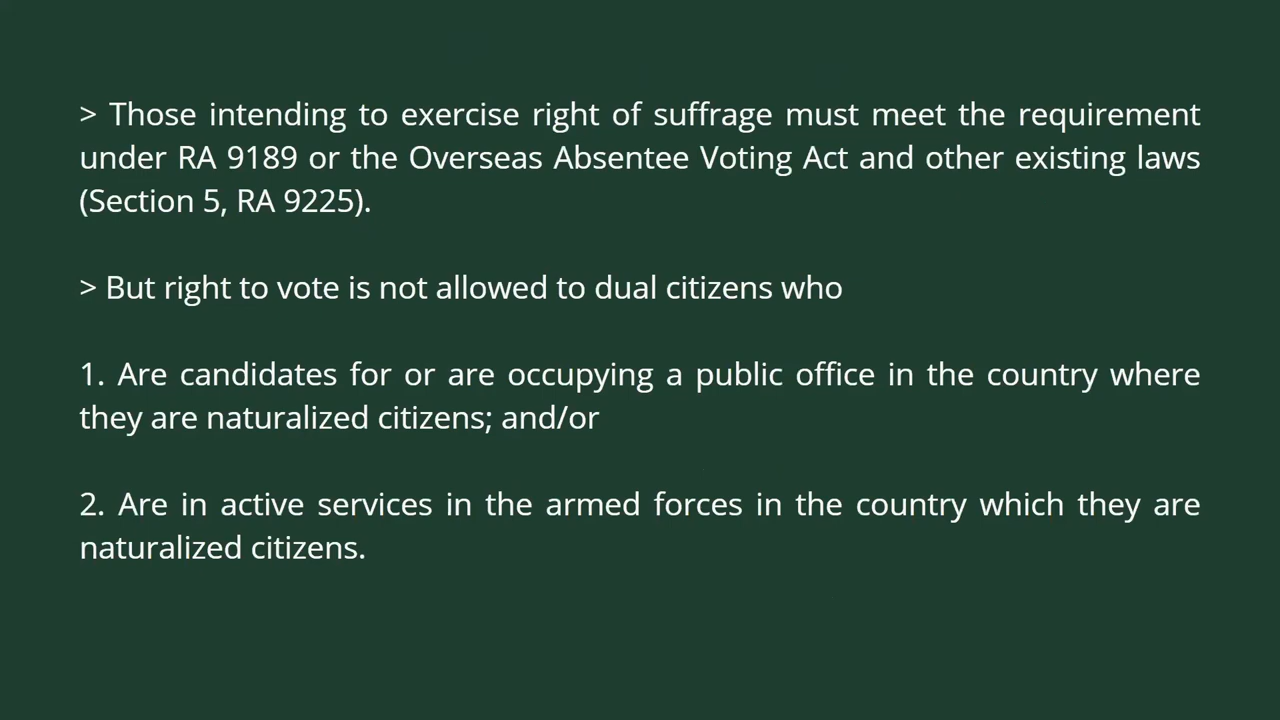 > Those intending to exercise right of suffrage must meet the requirement
under RA 9189 or the Overseas Absentee Voting Act and other existing laws
(Section 5, RA 9225).
> But right to vote is not allowed to dual citizens who
1. Are candidates for or are occupying a public office in the country where
they are naturalized citizens; and/or
2. Are in active services in the armed forces in the country which they are
naturalized citizens.